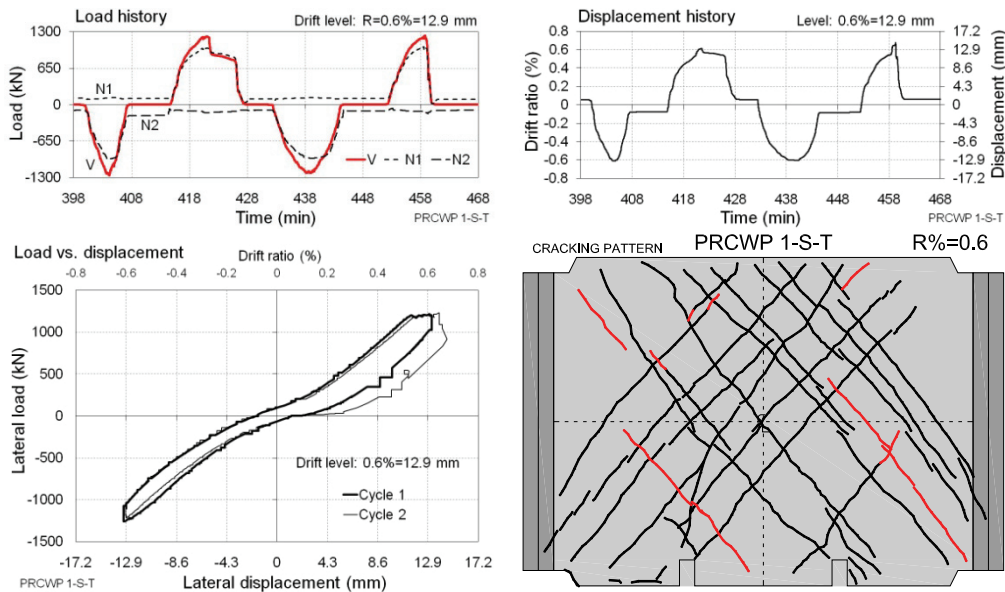 Load history
Drift level: R=0.6%=12.9 mm
1300
650
0
-650
-1300
Load (kN)
N1
N2
V
V N1 N2
398 408 418 428 438 448 458 468
Time (min)
PRCWP 1-S-T
Displacement history
Level: 0.6%=12.9 mm
0.8
0.6
0.4
0.2
0
-0.2
-0.4
-0.6
-0.8
Drift ratio (%)
17.2
12.9
8.6
4.3
0
-4.3
-8.6
-12.9
-17.2
Displacement (mm)
398 408 418 428 438 448 458 468
Time (min)
PRCWP 1-S-T
Load vs. displacement
Drift ratio (%)
-0.8 -0.6 -0.4 -0.2 0 0.2 0.4 0.6 0.8
1500
1000
500
0
-500
-1000
-1500
Lateral load (kN)
Drift level: 0.6%=12.9 mm
Cycle 1
Cycle 2
-17.2 -12.9 -8.6 -4.3 0 4.3 8.6 12.9 17.2
PRCWP 1-S-T
Lateral displacement (mm)
CRACKING PATTERN PRCWP 1-S-T R%=0.6